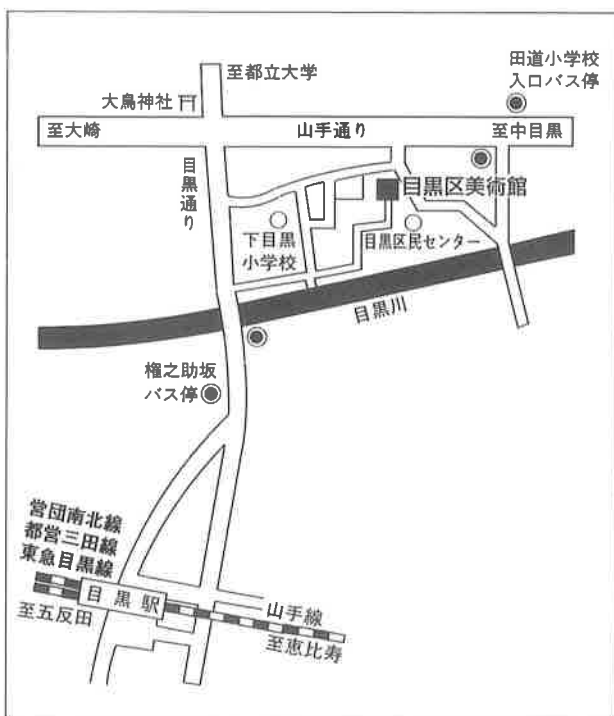 田道小学校
入口バス停
至都立大学
大鳥神社
至大崎
山手通り
至中目黒
目黒通り
目黒区美術館
下目黒
小学校
目黒区民センター
目黒川
権之助坂
バス停
営団南北線
都営三田線
東急目黒線
目黒駅
山手線
至五反田
至恵比寿